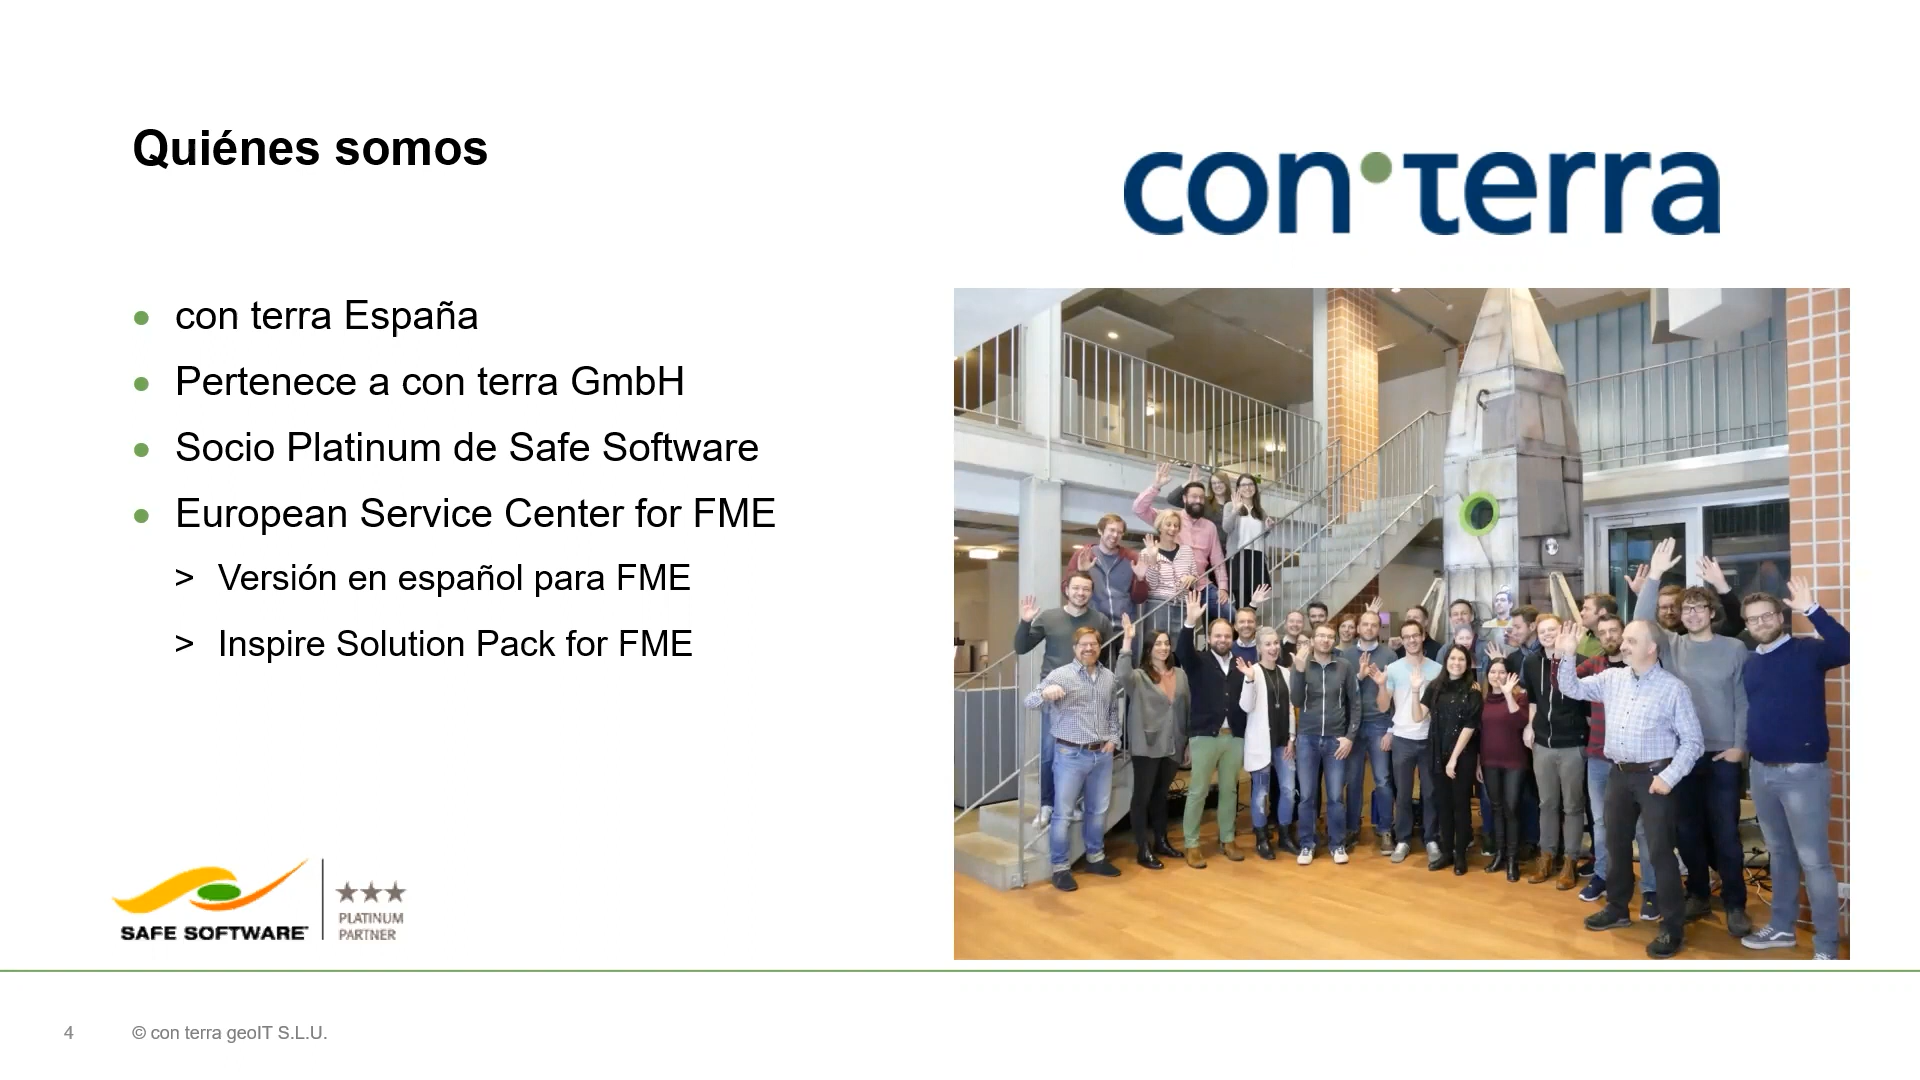 Quiénes somos
con•terra
con terra España
Pertenece a con terra GmbH
Socio Platinum de Safe Software
European Service Center for FME
> Versión en español para FME
> Inspire Solution Pack for FME
SAFE SOFTWARE
PLATINUM
PARTNER
4
© con terra geoIT S.L.U.